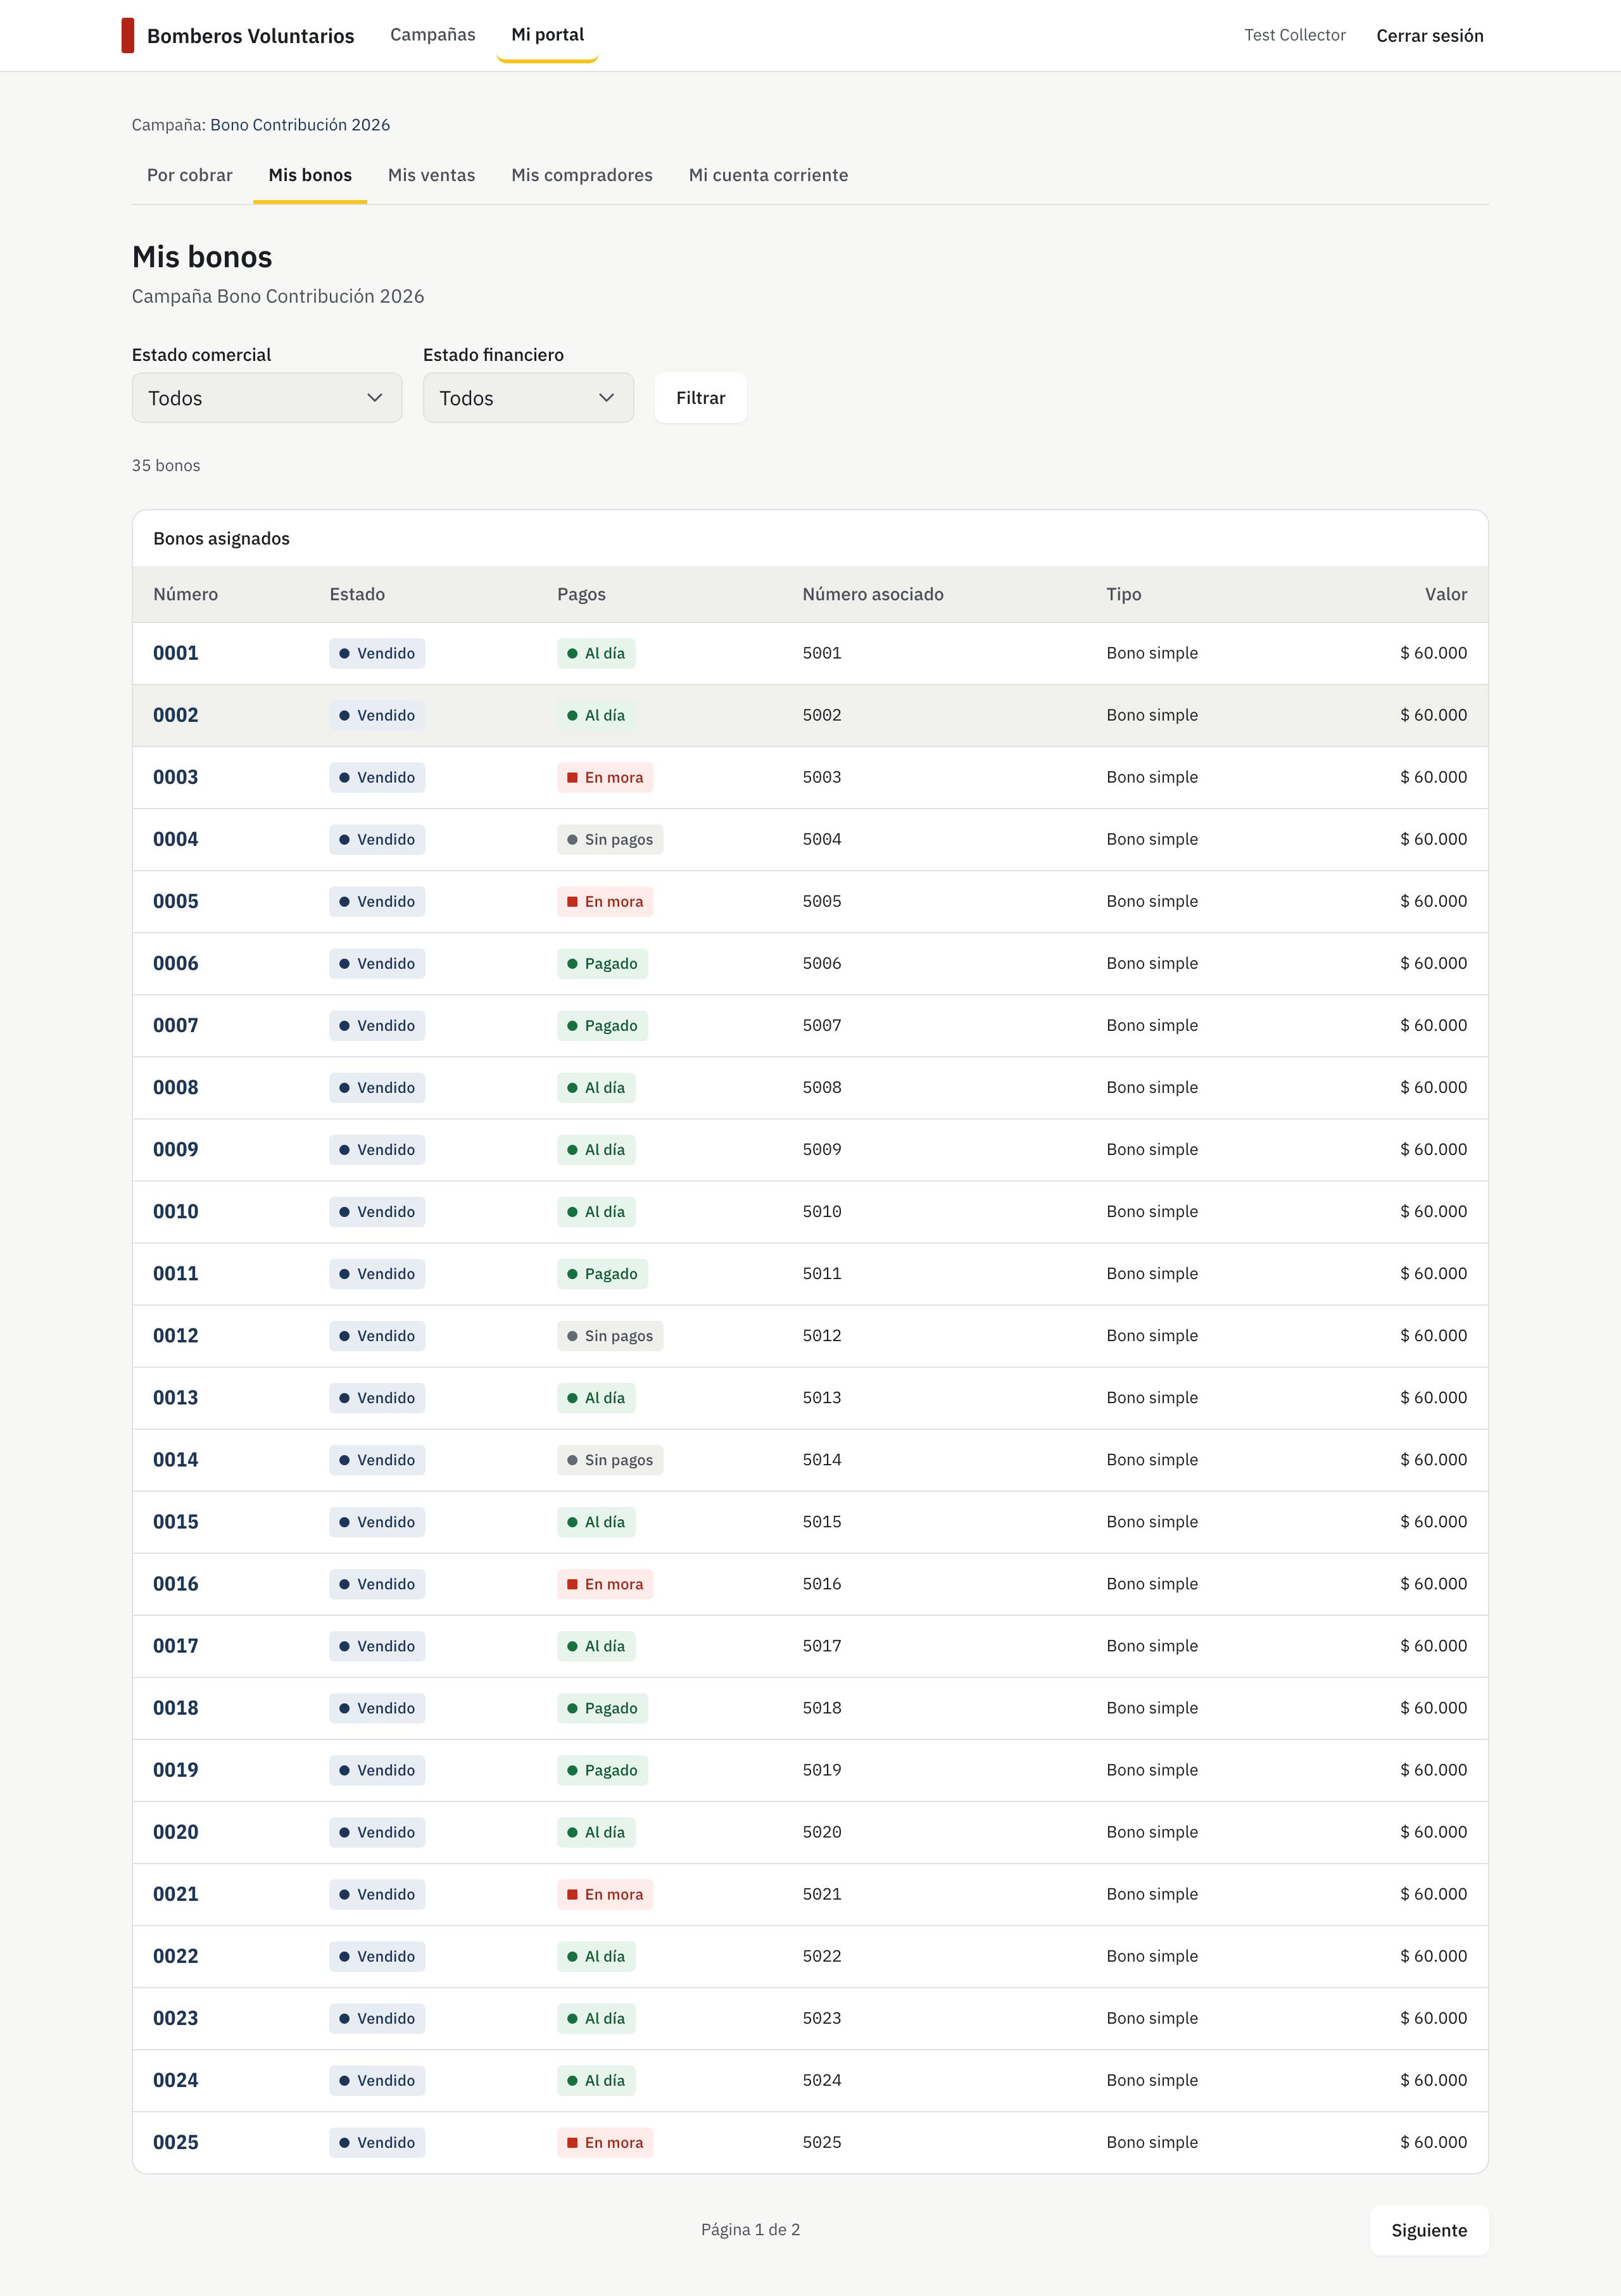 Bomberos Voluntarios Campañas Mi portal Test Collector Cerrar sesión
Campaña: Bono Contribución 2026
Por cobrar Mis bonos Mis ventas Mis compradores Mi cuenta corriente
Mis bonos
Campaña Bono Contribución 2026
Estado comercial Estado financiero
Todos Todos Filtrar
35 bonos
Bonos asignados
Número Estado Pagos Número asociado Tipo Valor
0001 Vendido Al día 5001 Bono simple $ 60.000
0002 Vendido Al día 5002 Bono simple $ 60.000
0003 Vendido En mora 5003 Bono simple $ 60.000
0004 Vendido Sin pagos 5004 Bono simple $ 60.000
0005 Vendido En mora 5005 Bono simple $ 60.000
0006 Vendido Pagado 5006 Bono simple $ 60.000
0007 Vendido Pagado 5007 Bono simple $ 60.000
0008 Vendido Al día 5008 Bono simple $ 60.000
0009 Vendido Al día 5009 Bono simple $ 60.000
0010 Vendido Al día 5010 Bono simple $ 60.000
0011 Vendido Pagado 5011 Bono simple $ 60.000
0012 Vendido Sin pagos 5012 Bono simple $ 60.000
0013 Vendido Al día 5013 Bono simple $ 60.000
0014 Vendido Sin pagos 5014 Bono simple $ 60.000
0015 Vendido Al día 5015 Bono simple $ 60.000
0016 Vendido En mora 5016 Bono simple $ 60.000
0017 Vendido Al día 5017 Bono simple $ 60.000
0018 Vendido Pagado 5018 Bono simple $ 60.000
0019 Vendido Pagado 5019 Bono simple $ 60.000
0020 Vendido Al día 5020 Bono simple $ 60.000
0021 Vendido En mora 5021 Bono simple $ 60.000
0022 Vendido Al día 5022 Bono simple $ 60.000
0023 Vendido Al día 5023 Bono simple $ 60.000
0024 Vendido Al día 5024 Bono simple $ 60.000
0025 Vendido En mora 5025 Bono simple $ 60.000
Página 1 de 2 Siguiente